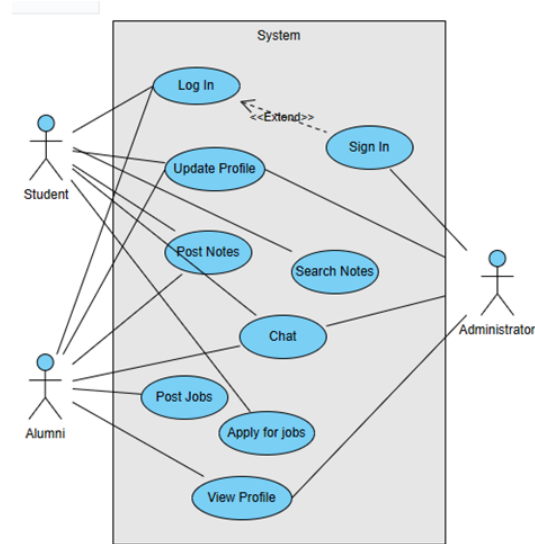 System
Log In
<<Extend>>
Sign In
Student
Update Profile
Post Notes
Search Notes
Administrator
Chat
Alumni
Post Jobs
Apply for jobs
View Profile